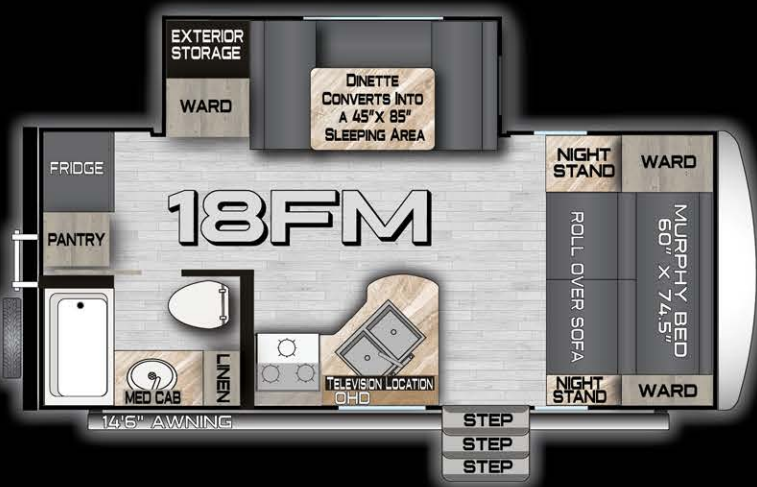 EXTERIOR
STORAGE
WARD
DINETTE
CONVERTS INTO
A 45"X 85"
SLEEPING AREA
FRIDGE
PANTRY
18FM
NIGHT
STAND
WARD
ROLL OVER SOFA
MURPHY BED
60" X 74.5"
NIGHT
STAND
WARD
MED CAB
LINEN
TELEVISION LOCATION
OHD
14'6" AWNING
STEP
STEP
STEP